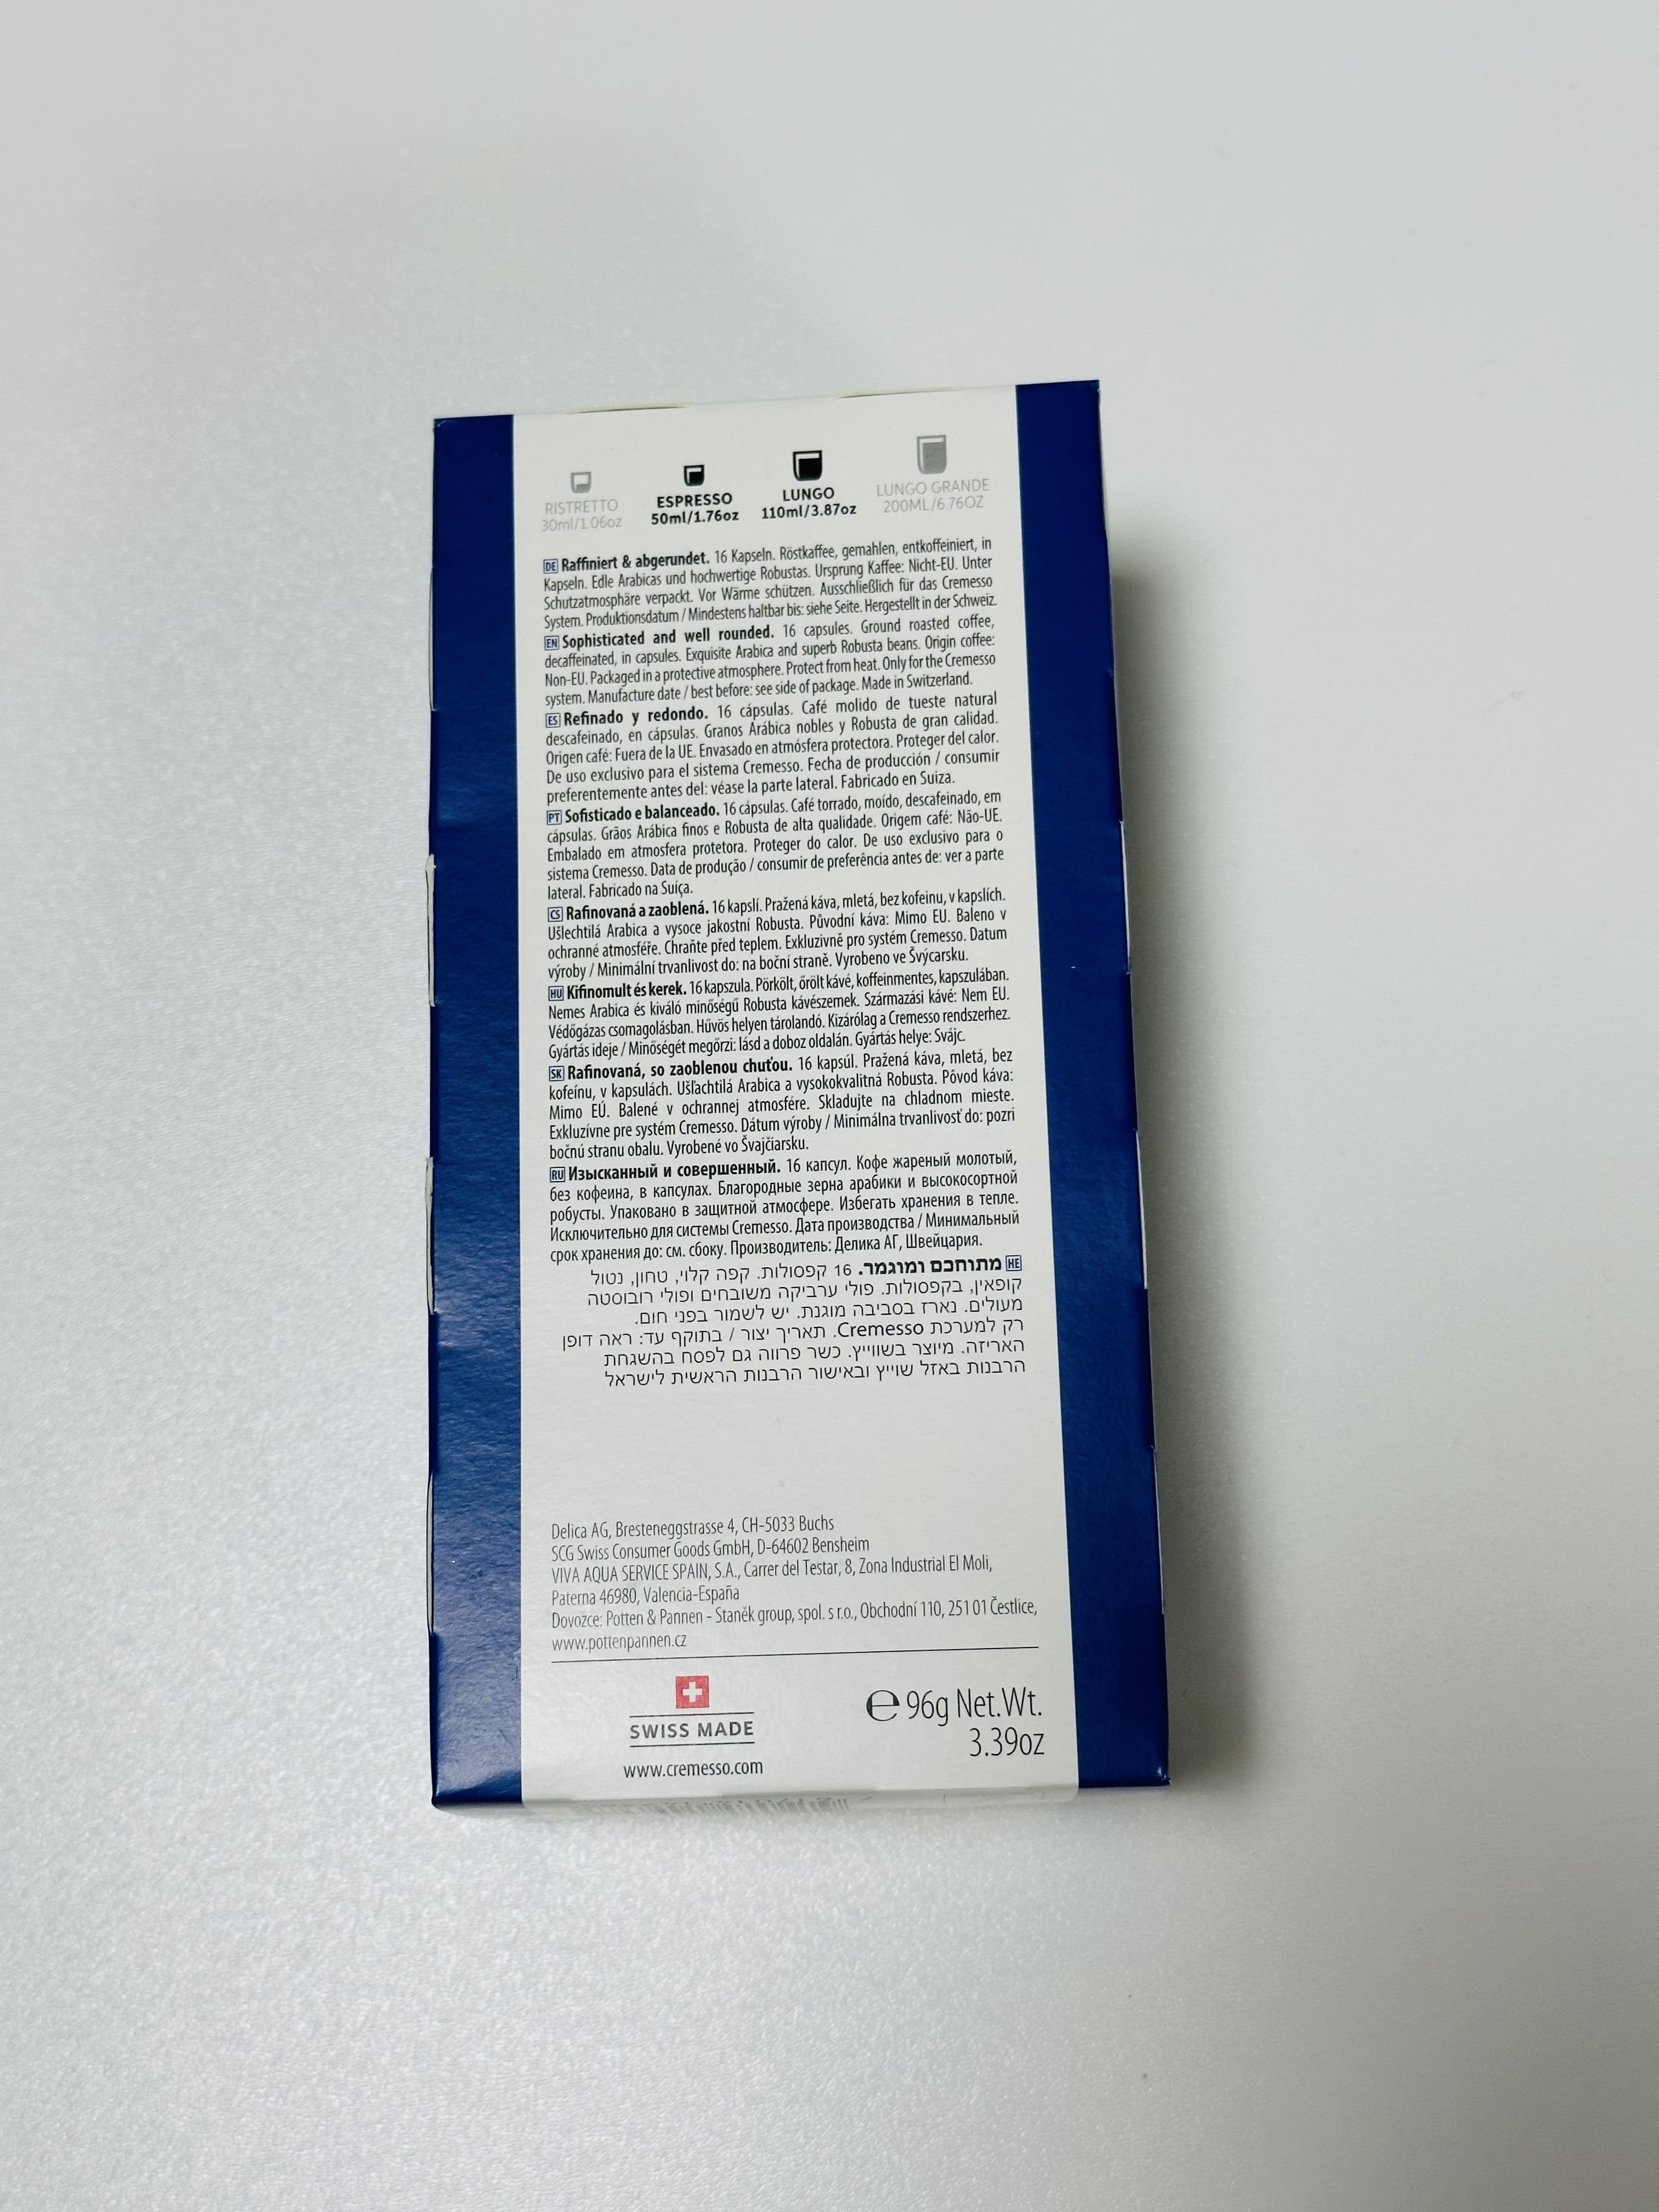 RISTRETTO
30ml/1.06oz
ESPRESSO
50ml/1.76oz
LUNGO
110ml/3.87oz
LUNGO GRANDE
200ML/6.76OZ
DE Raffiniert & abgerundet. 16 Kapseln. Röstkaffee, gemahlen, entkoffeiniert, in
Kapseln. Edle Arabicas und hochwertige Robustas. Ursprung Kaffee: Nicht-EU. Unter
Schutzatmosphäre verpackt. Vor Wärme schützen. Ausschließlich für das Cremesso
System. Produktionsdatum / Mindestens haltbar bis: siehe Seite. Hergestellt in der Schweiz.
EN Sophisticated and well rounded. 16 capsules. Ground roasted coffee,
decaffeinated, in capsules. Exquisite Arabica and superb Robusta beans. Origin coffee:
Non-EU. Packaged in a protective atmosphere. Protect from heat. Only for the Cremesso
system. Manufacture date / best before: see side of package. Made in Switzerland.
ES Refinado y redondo. 16 cápsulas. Café molido de tueste natural
descafeinado, en cápsulas. Granos Arábica nobles y Robusta de gran calidad.
Origen café: Fuera de la UE. Envasado en atmósfera protectora. Proteger del calor.
De uso exclusivo para el sistema Cremesso. Fecha de producción / consumir
preferentemente antes del: véase la parte lateral. Fabricado en Suiza.
PT Sofisticado e balanceado. 16 cápsulas. Café torrado, moído, descafeinado, em
cápsulas. Grãos Arábica finos e Robusta de alta qualidade. Origem café: Não-UE.
Embalado em atmosfera protetora. Proteger do calor. De uso exclusivo para o
sistema Cremesso. Data de produção / consumir de preferência antes de: ver a parte
lateral. Fabricado na Suíça.
CS Rafinovaná a zaoblená. 16 kapslí. Pražená káva, mletá, bez kofeinu, v kapslích.
Ušlechtilá Arabica a vysoce jakostní Robusta. Původní káva: Mimo EU. Baleno v
ochranné atmosféře. Chraňte před teplem. Exkluzivně pro systém Cremesso. Datum
výroby / Minimální trvanlivost do: na boční straně. Vyrobeno ve Švýcarsku.
HU Kifinomult és kerek. 16 kapszula. Pörkölt, őrölt kávé, koffeinmentes, kapszulában.
Nemes Arabica és kiváló minőségű Robusta kávészemek. Származási kávé: Nem EU.
Védőgázas csomagolásban. Hűvös helyen tárolandó. Kizárólag a Cremesso rendszerhez.
Gyártás ideje / Minőségét megőrzi: lásd a doboz oldalán. Gyártás helye: Svájc.
SK Rafinovaná, so zaoblenou chuťou. 16 kapsúl. Pražená káva, mletá, bez
kofeínu, v kapsulách. Ušľachtilá Arabica a vysokokvalitná Robusta. Pôvod káva:
Mimo EÚ. Balené v ochrannej atmosfére. Skladujte na chladnom mieste.
Exkluzívne pre systém Cremesso. Dátum výroby / Minimálna trvanlivosť do: pozri
bočnú stranu obalu. Vyrobené vo Švajčiarsku.
RU Изысканный и совершенный. 16 капсул. Кофе жареный молотый,
без кофеина, в капсулах. Благородные зерна арабики и высокосортной
робусты. Упаковано в защитной атмосфере. Избегать хранения в тепле.
Исключительно для системы Cremesso. Дата производства / Минимальный
срок хранения до: см. сбоку. Производитель: Делика АГ, Швейцария.
HE מתוחכם ומוגמר. 16 קפסולות. קפה קלוי, טחון, נטול
קופאין, בקפסולות. פולי ערביקה משובחים ופולי רובוסטה
מעולים. נארז בסביבה מוגנת. יש לשמור בפני חום.
רק למערכת Cremesso. תאריך יצור / בתוקף עד: ראה דופן
האריזה. מיוצר בשווייץ. כשר פרווה גם לפסח בהשגחת
הרבנות באזל שוייץ ובאישור הרבנות הראשית לישראל
Delica AG, Bresteneggstrasse 4, CH-5033 Buchs
SCG Swiss Consumer Goods GmbH, D-64602 Bensheim
VIVA AQUA SERVICE SPAIN, S.A., Carrer del Testar, 8, Zona Industrial El Moli,
Paterna 46980, Valencia-España
Dovozce: Potten & Pannen - Staněk group, spol. s r.o., Obchodní 110, 251 01 Čestlice,
www.pottenpannen.cz
SWISS MADE
www.cremesso.com
℮ 96g Net.Wt.
3.39oz